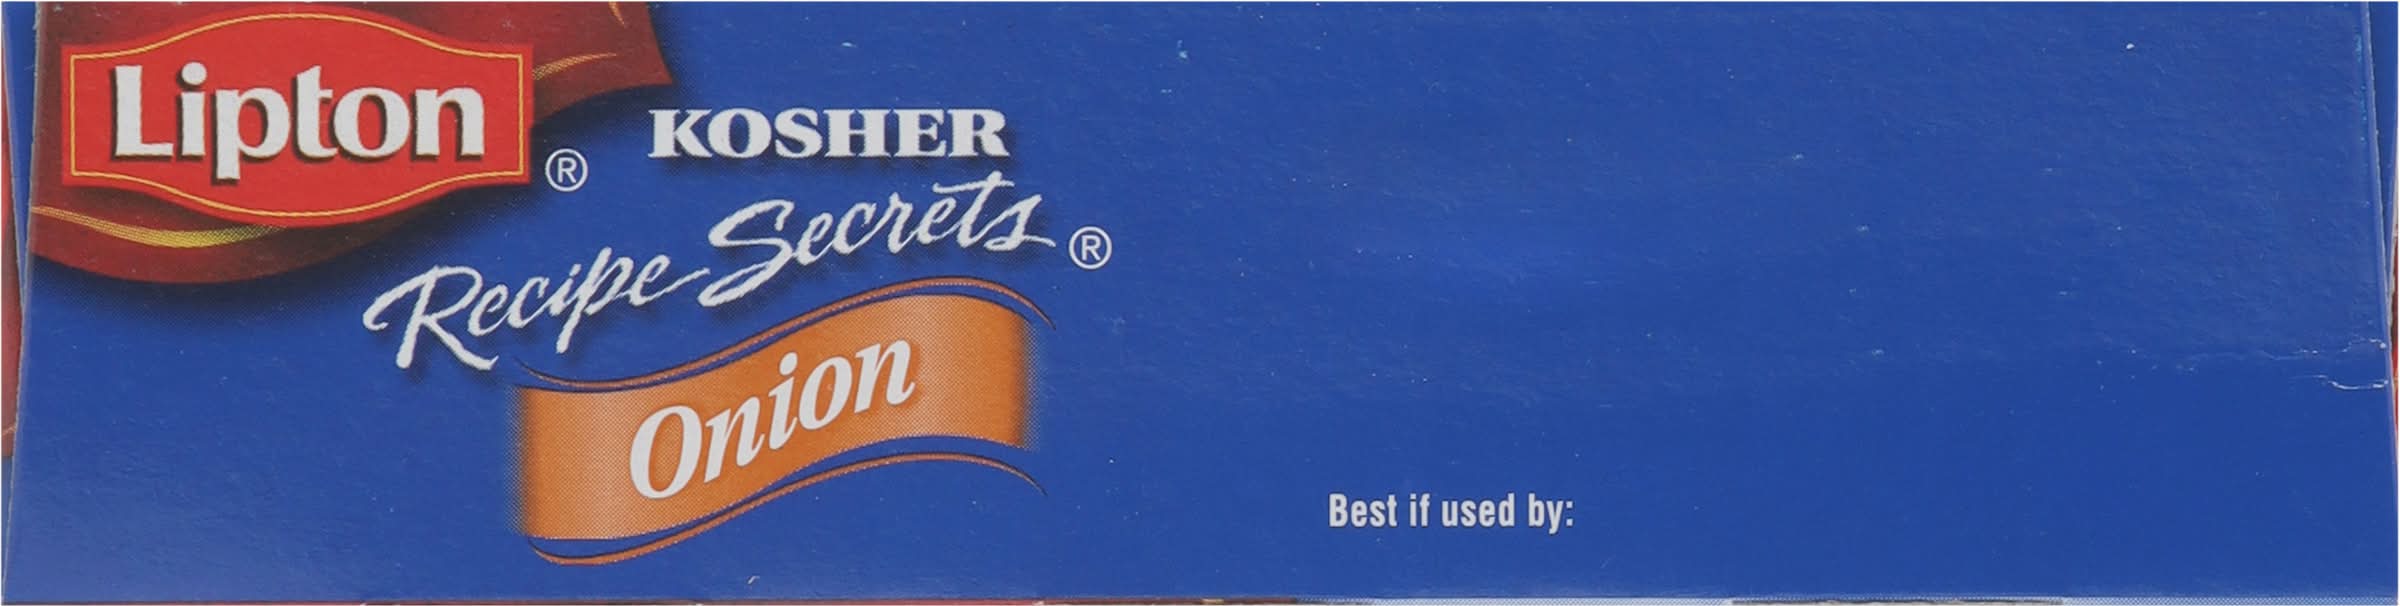 Lipton®
KOSHER
Recipe Secrets®
Onion
Best if used by: